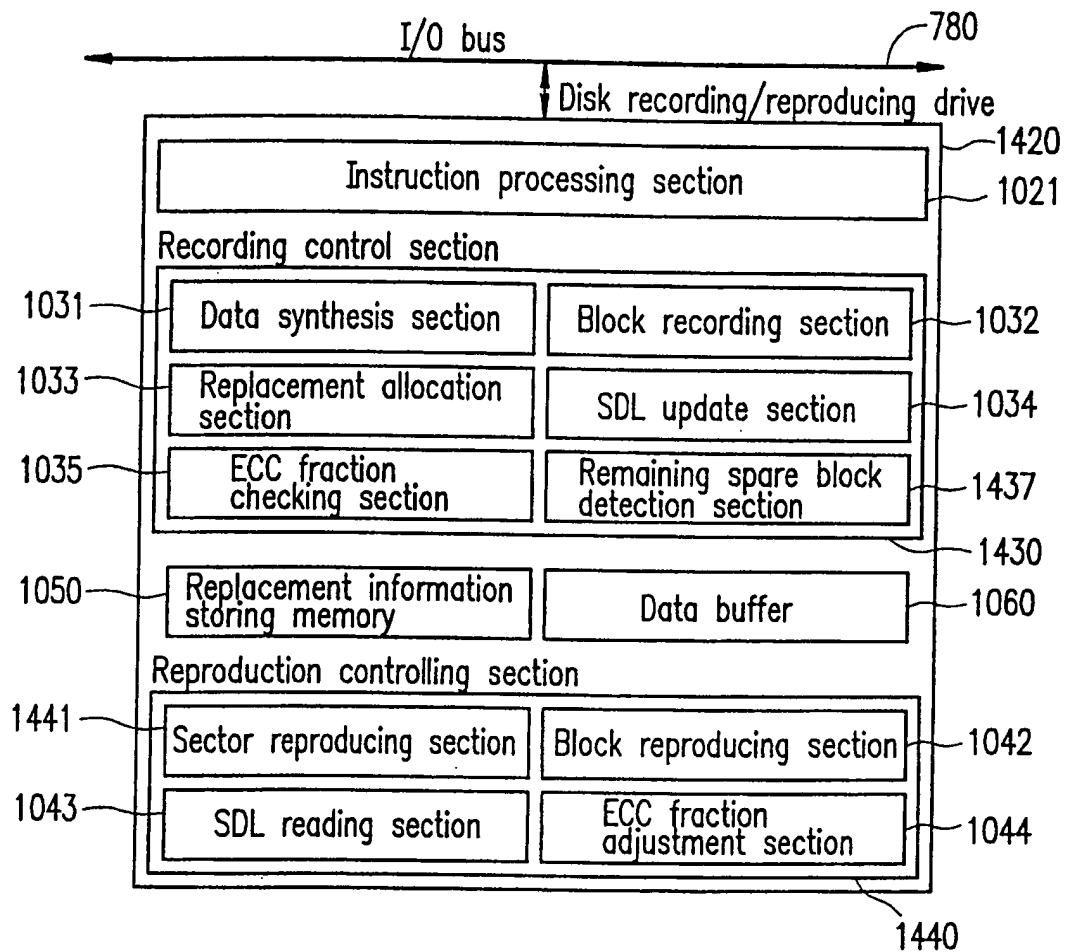 I/O bus
780
Disk recording/reproducing drive
1420
Instruction processing section
1021
Recording control section
1031
Data synthesis section
Block recording section
1032
1033
Replacement allocation
section
SDL update section
1034
1035
ECC fraction
checking section
Remaining spare block
detection section
1437
1430
1050
Replacement information
storing memory
Data buffer
1060
Reproduction controlling section
1441
Sector reproducing section
Block reproducing section
1042
1043
SDL reading section
ECC fraction
adjustment section
1044
1440